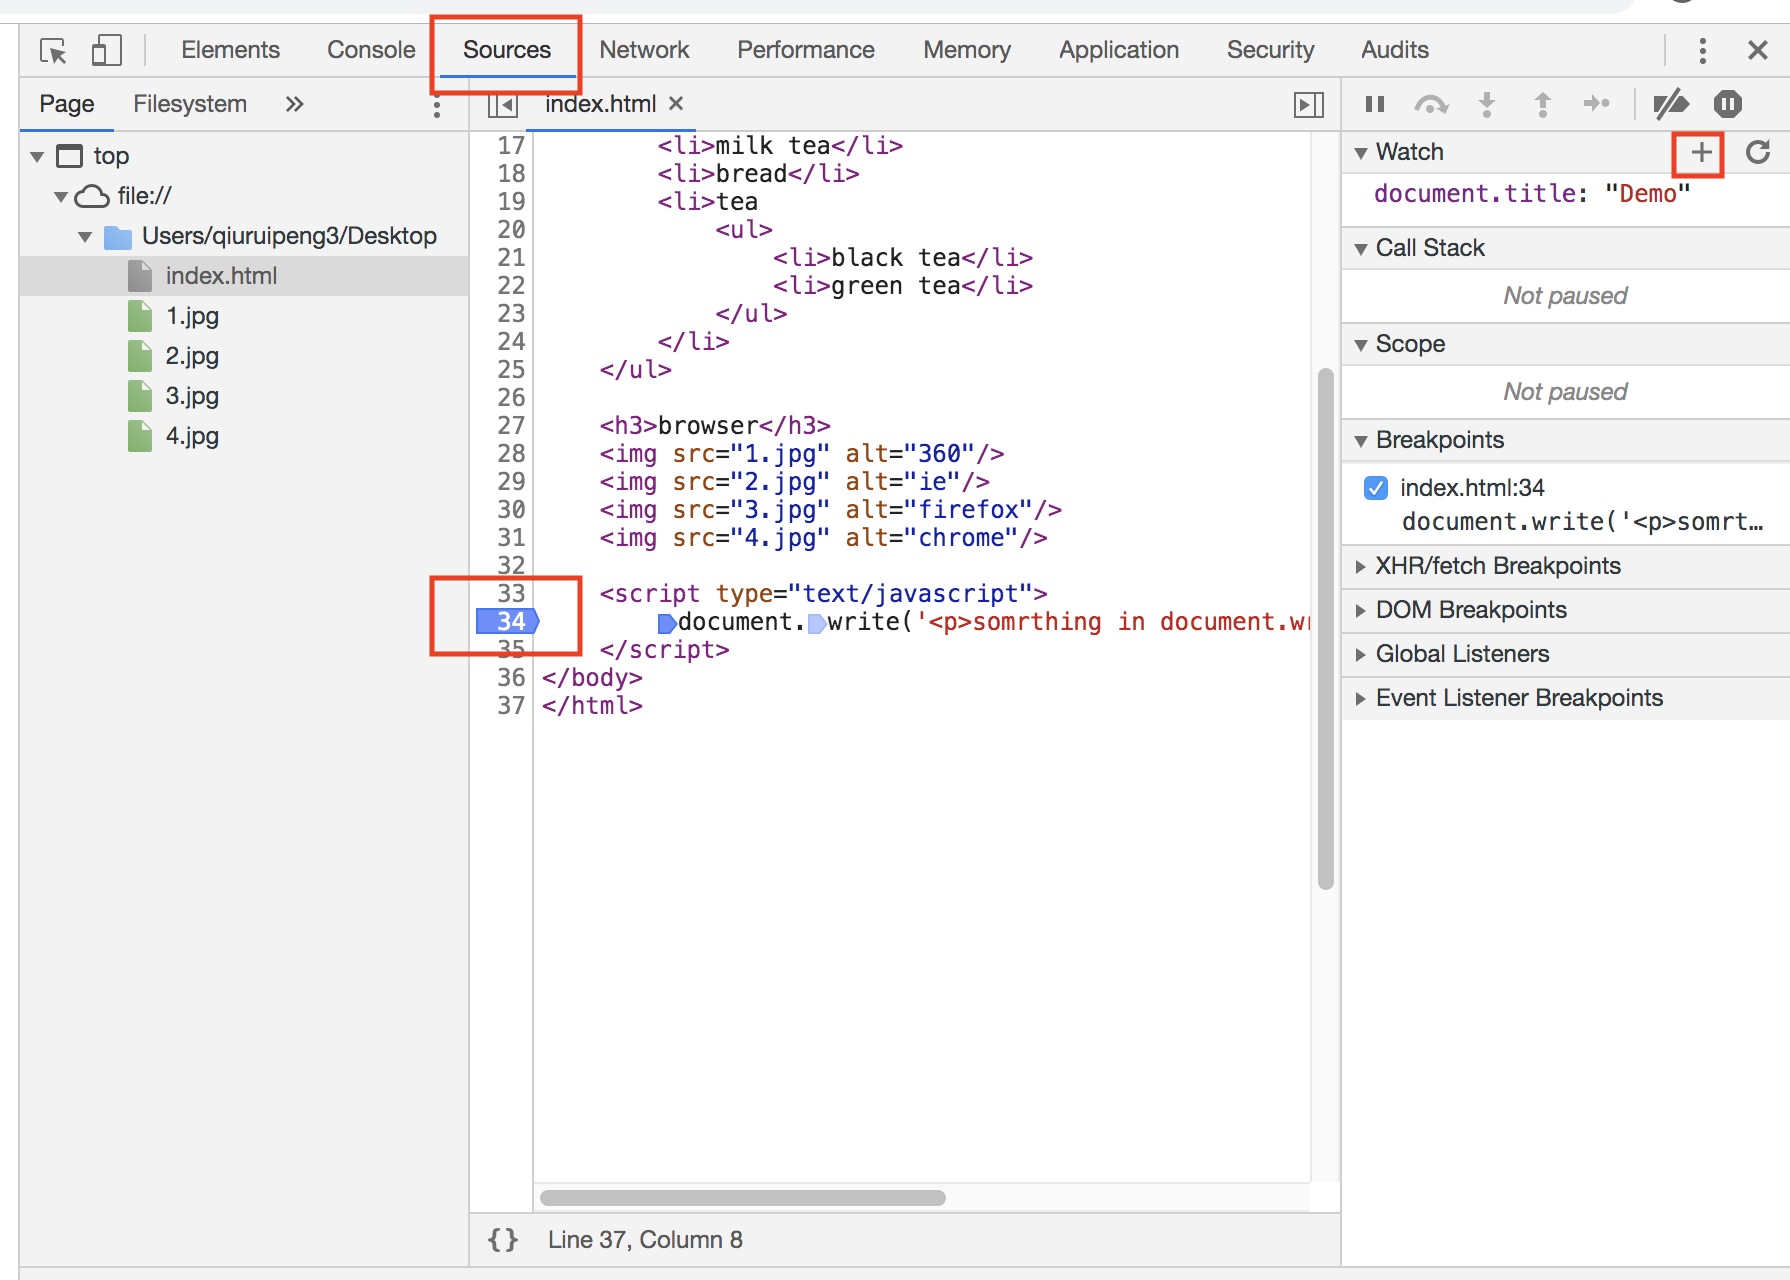 Elements Console Sources Network Performance Memory Application Security Audits
Page Filesystem »
index.html
top
file://
Users/qiuruipeng3/Desktop
index.html
1.jpg
2.jpg
3.jpg
4.jpg
17 <li>milk tea</li>
18 <li>bread</li>
19 <li>tea
20 <ul>
21 <li>black tea</li>
22 <li>green tea</li>
23 </ul>
24 </li>
25 </ul>
26
27 <h3>browser</h3>
28 <img src="1.jpg" alt="360"/>
29 <img src="2.jpg" alt="ie"/>
30 <img src="3.jpg" alt="firefox"/>
31 <img src="4.jpg" alt="chrome"/>
32
33 <script type="text/javascript">
34 document.write('<p>somrthing in document.wr
35 </script>
36 </body>
37 </html>
{} Line 37, Column 8
Watch
document.title: "Demo"
Call Stack
Not paused
Scope
Not paused
Breakpoints
index.html:34
document.write('<p>somrt…
XHR/fetch Breakpoints
DOM Breakpoints
Global Listeners
Event Listener Breakpoints